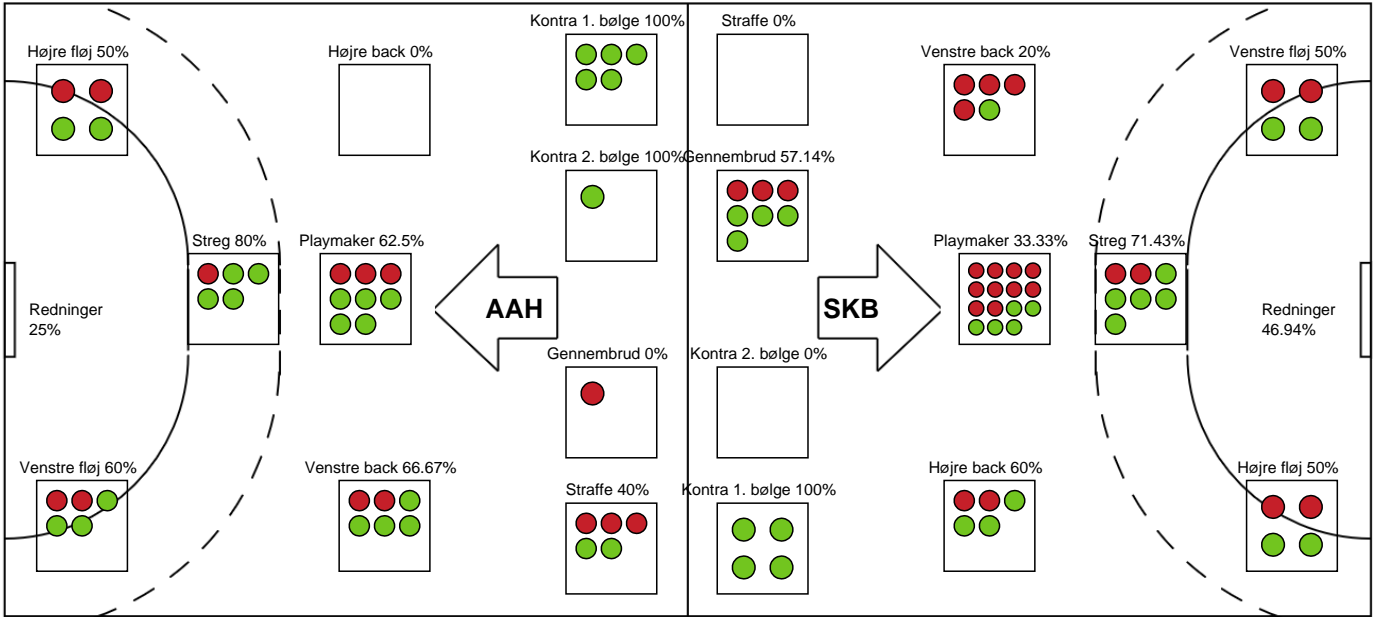 Kontra 1. bølge 100%
Straffe 0%
Højre fløj 50%
Højre back 0%
Venstre back 20%
Venstre fløj 50%
Kontra 2. bølge 100%
Gennembrud 57.14%
Streg 80%
Playmaker 62.5%
Playmaker 33.33%
Streg 71.43%
Redninger
25%
AAH
SKB
Redninger
46.94%
Gennembrud 0%
Kontra 2. bølge 0%
Venstre fløj 60%
Venstre back 66.67%
Straffe 40%
Kontra 1. bølge 100%
Højre back 60%
Højre fløj 50%